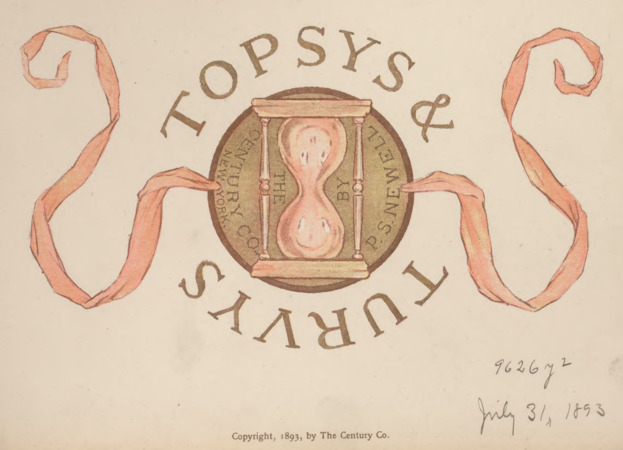 TOPSYS &
TURVYS
BY
P. S. NEWELL
THE
CENTURY CO.
NEW YORK
9626 y 2
July 31, 1893
Copyright, 1893, by The Century Co.